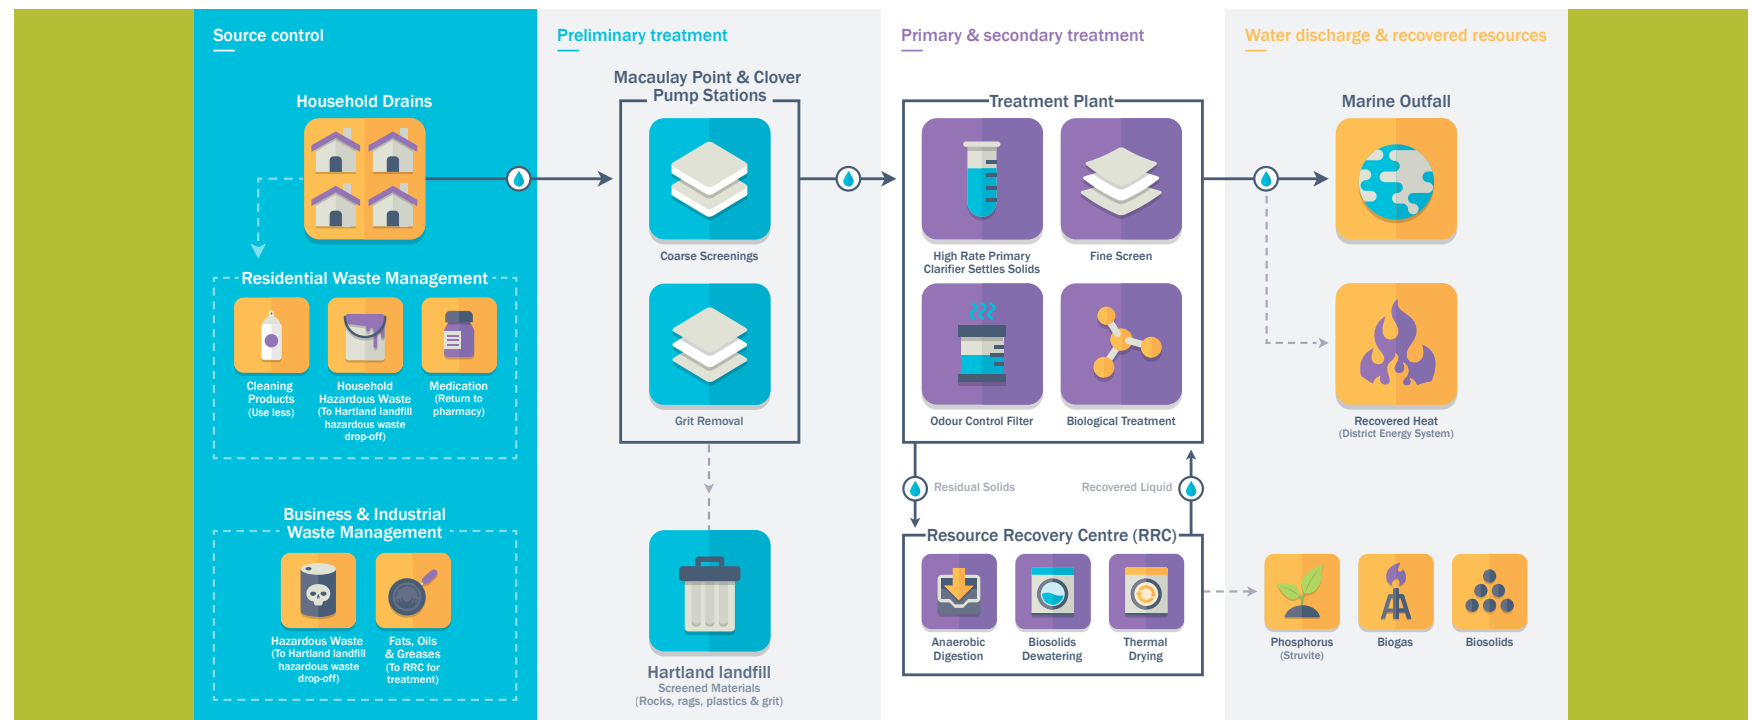 Source control
Household Drains
Residential Waste Management
Cleaning
Products
(Use less)
Household
Hazardous Waste
(To Hartland landfill
hazardous waste
drop-off)
Medication
(Return to
pharmacy)
Business & Industrial
Waste Management
Hazardous Waste
(To Hartland landfill
hazardous waste
drop-off)
Fats, Oils
& Greases
(To RRC for
treatment)
Preliminary treatment
Macaulay Point & Clover
Pump Stations
Coarse Screenings
Grit Removal
Hartland landfill
Screened Materials
(Rocks, rags, plastics & grit)
Primary & secondary treatment
Treatment Plant
High Rate Primary
Clarifier Settles Solids
Fine Screen
Odour Control Filter
Biological Treatment
Residual Solids
Recovered Liquid
Resource Recovery Centre (RRC)
Anaerobic
Digestion
Biosolids
Dewatering
Thermal
Drying
Water discharge & recovered resources
Marine Outfall
Recovered Heat
(District Energy System)
Phosphorus
(Struvite)
Biogas
Biosolids